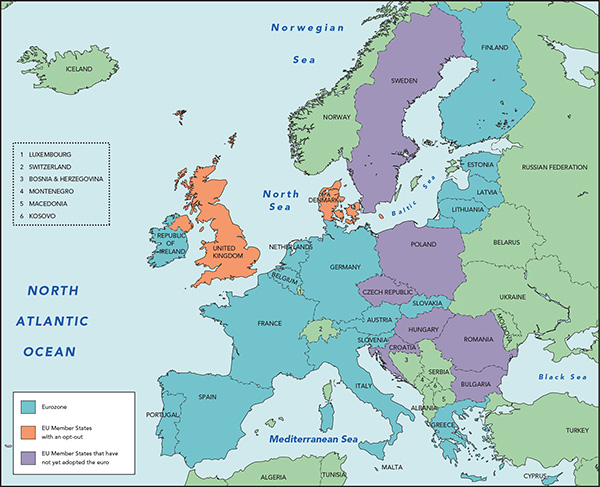 Norwegian
Sea
ICELAND
FINLAND
SWEDEN
NORWAY
1 LUXEMBOURG
2 SWITZERLAND
3 BOSNIA & HERZEGOVINA
4 MONTENEGRO
5 MACEDONIA
6 KOSOVO
ESTONIA
RUSSIAN FEDERATION
LATVIA
North
Sea
DENMARK
Baltic Sea
LITHUANIA
REPUBLIC
OF
IRELAND
UNITED
KINGDOM
NETHERLANDS
BELARUS
POLAND
GERMANY
BELGIUM
1
NORTH
ATLANTIC
OCEAN
CZECH REPUBLIC
UKRAINE
SLOVAKIA
FRANCE
AUSTRIA
2
HUNGARY
MOLDOVA
SLOVENIA
CROATIA
ROMANIA
3
SERBIA
Black Sea
ITALY
4
6
BULGARIA
5
SPAIN
PORTUGAL
ALBANIA
GREECE
TURKEY
Mediterranean Sea
MALTA
CYPRUS
ALGERIA
TUNISIA
Eurozone
EU Member States
with an opt-out
EU Member States that have
not yet adopted the euro